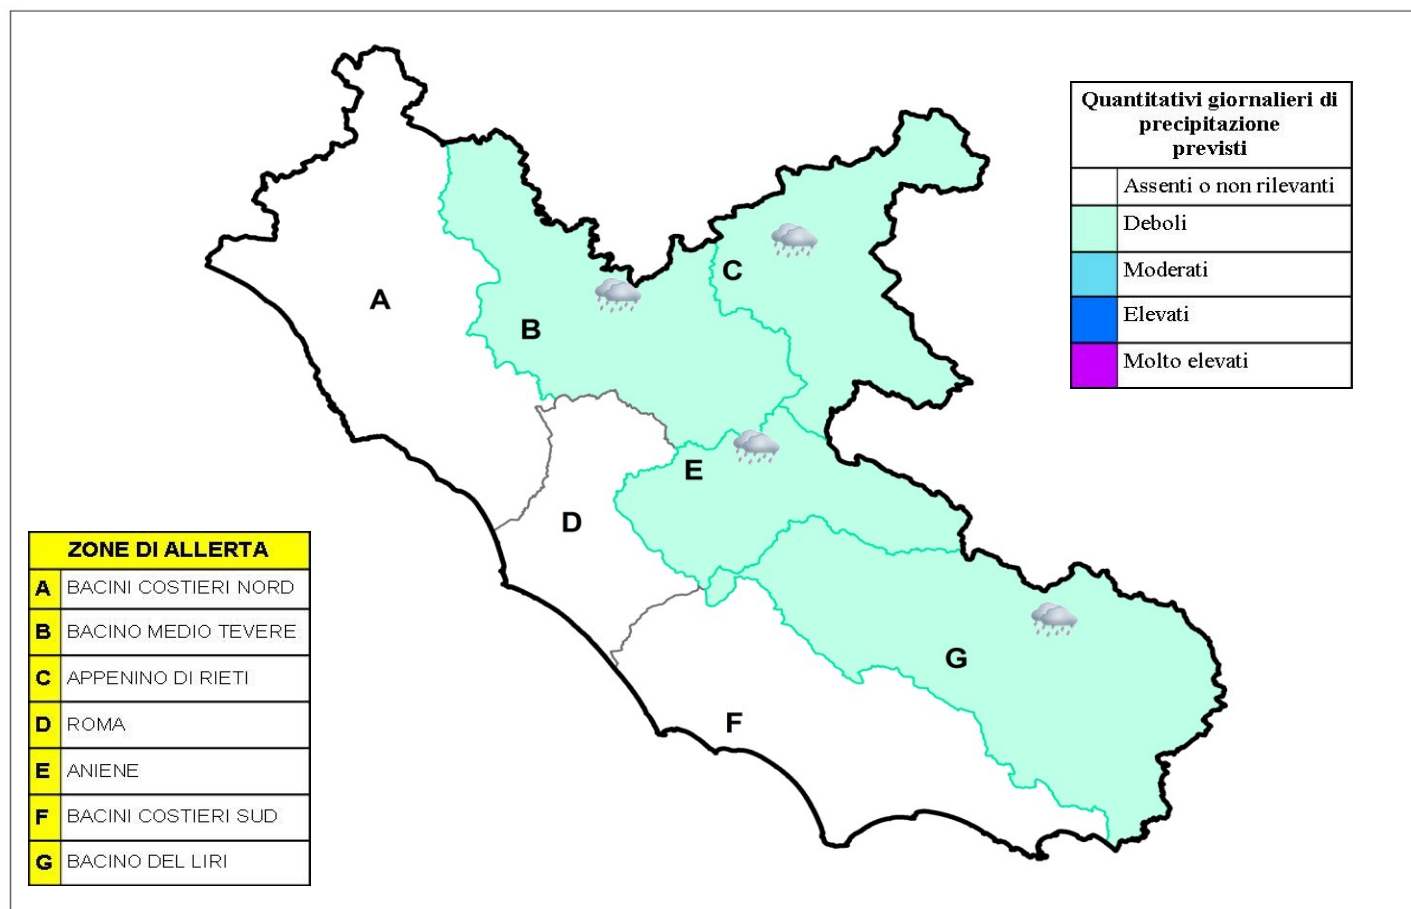 Quantitativi giornalieri di
precipitazione
previsti
Assenti o non rilevanti
Deboli
Moderati
Elevati
Molto elevati
A
B
C
E
D
G
F
ZONE DI ALLERTA
A BACINI COSTIERI NORD
B BACINO MEDIO TEVERE
C APPENINO DI RIETI
D ROMA
E ANIENE
F BACINI COSTIERI SUD
G BACINO DEL LIRI